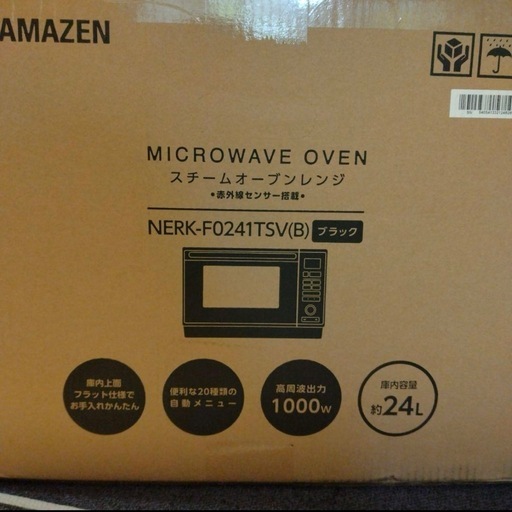 AMAZEN
MICROWAVE OVEN
スチームオーブンレンジ
•赤外線センサー搭載•
NERK-F0241TSV(B) ブラック
庫内上面
フラット仕様で
お手入れかんたん
便利な20種類の
自動メニュー
高周波出力
1000W
庫内容量
約24L